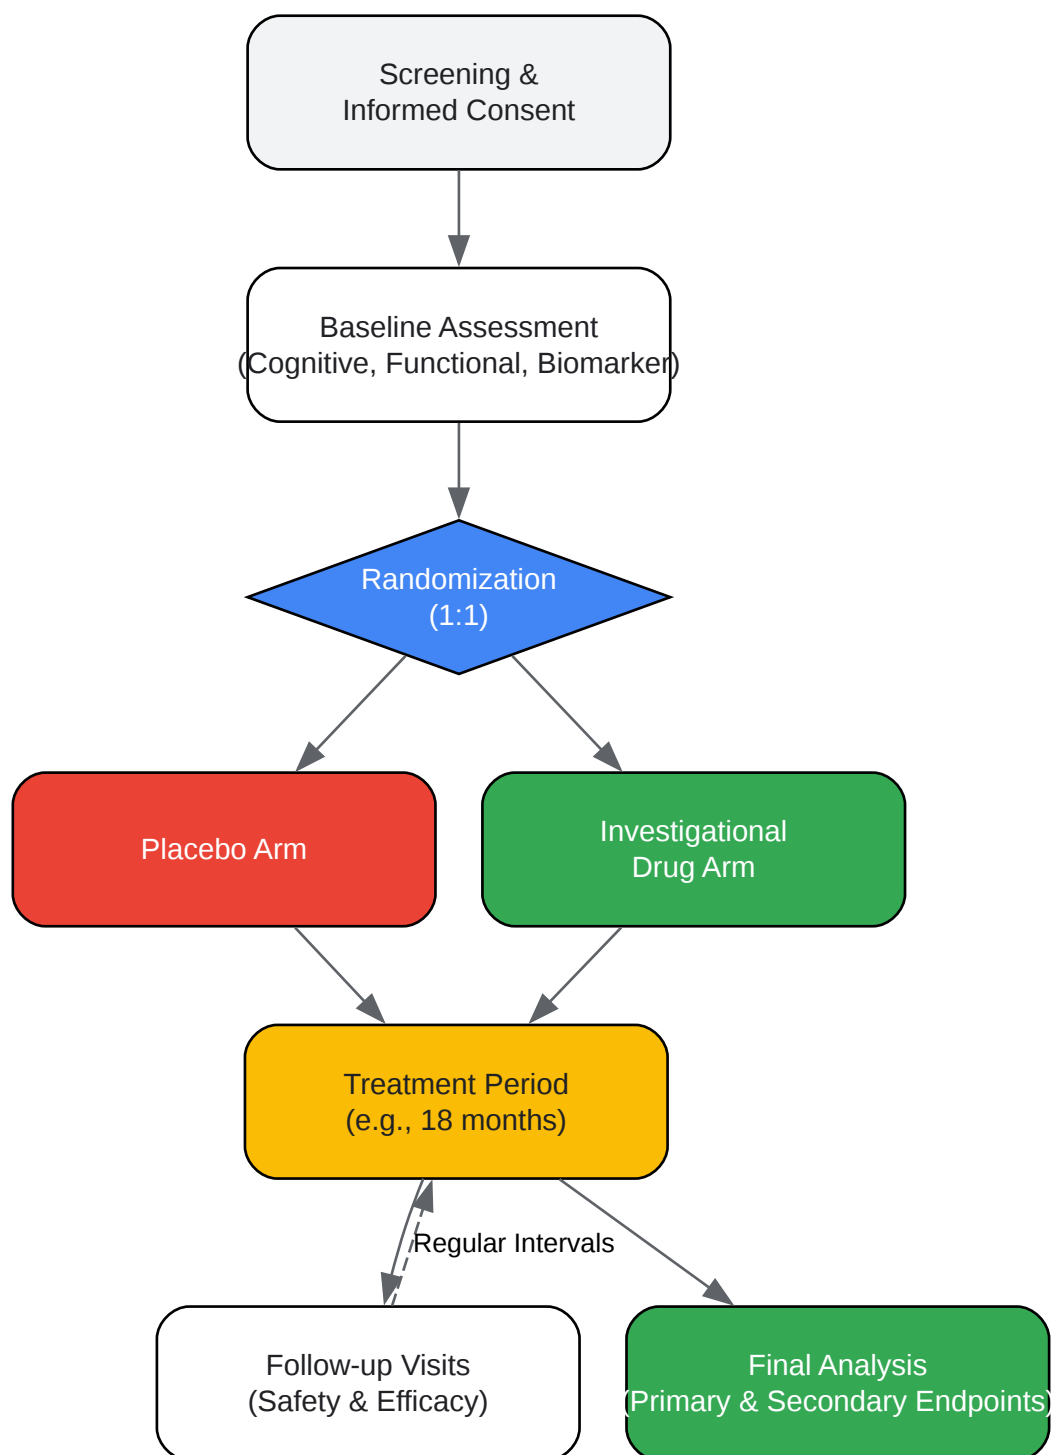 Screening &
Informed Consent
Baseline Assessment
(Cognitive, Functional, Biomarker)
Randomization
(1:1)
Placebo Arm
Investigational
Drug Arm
Treatment Period
(e.g., 18 months)
Regular Intervals
Follow-up Visits
(Safety & Efficacy)
Final Analysis
(Primary & Secondary Endpoints)